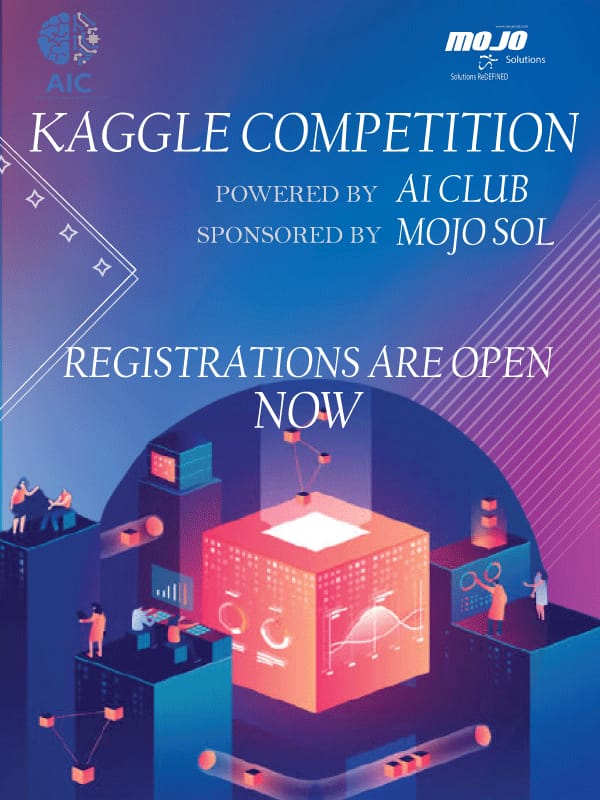 AIC
mojo
Solutions
Solutions ReDEFINED
KAGGLE COMPETITION
POWERED BY AI CLUB
SPONSORED BY MOJO SOL
REGISTRATIONS ARE OPEN
NOW